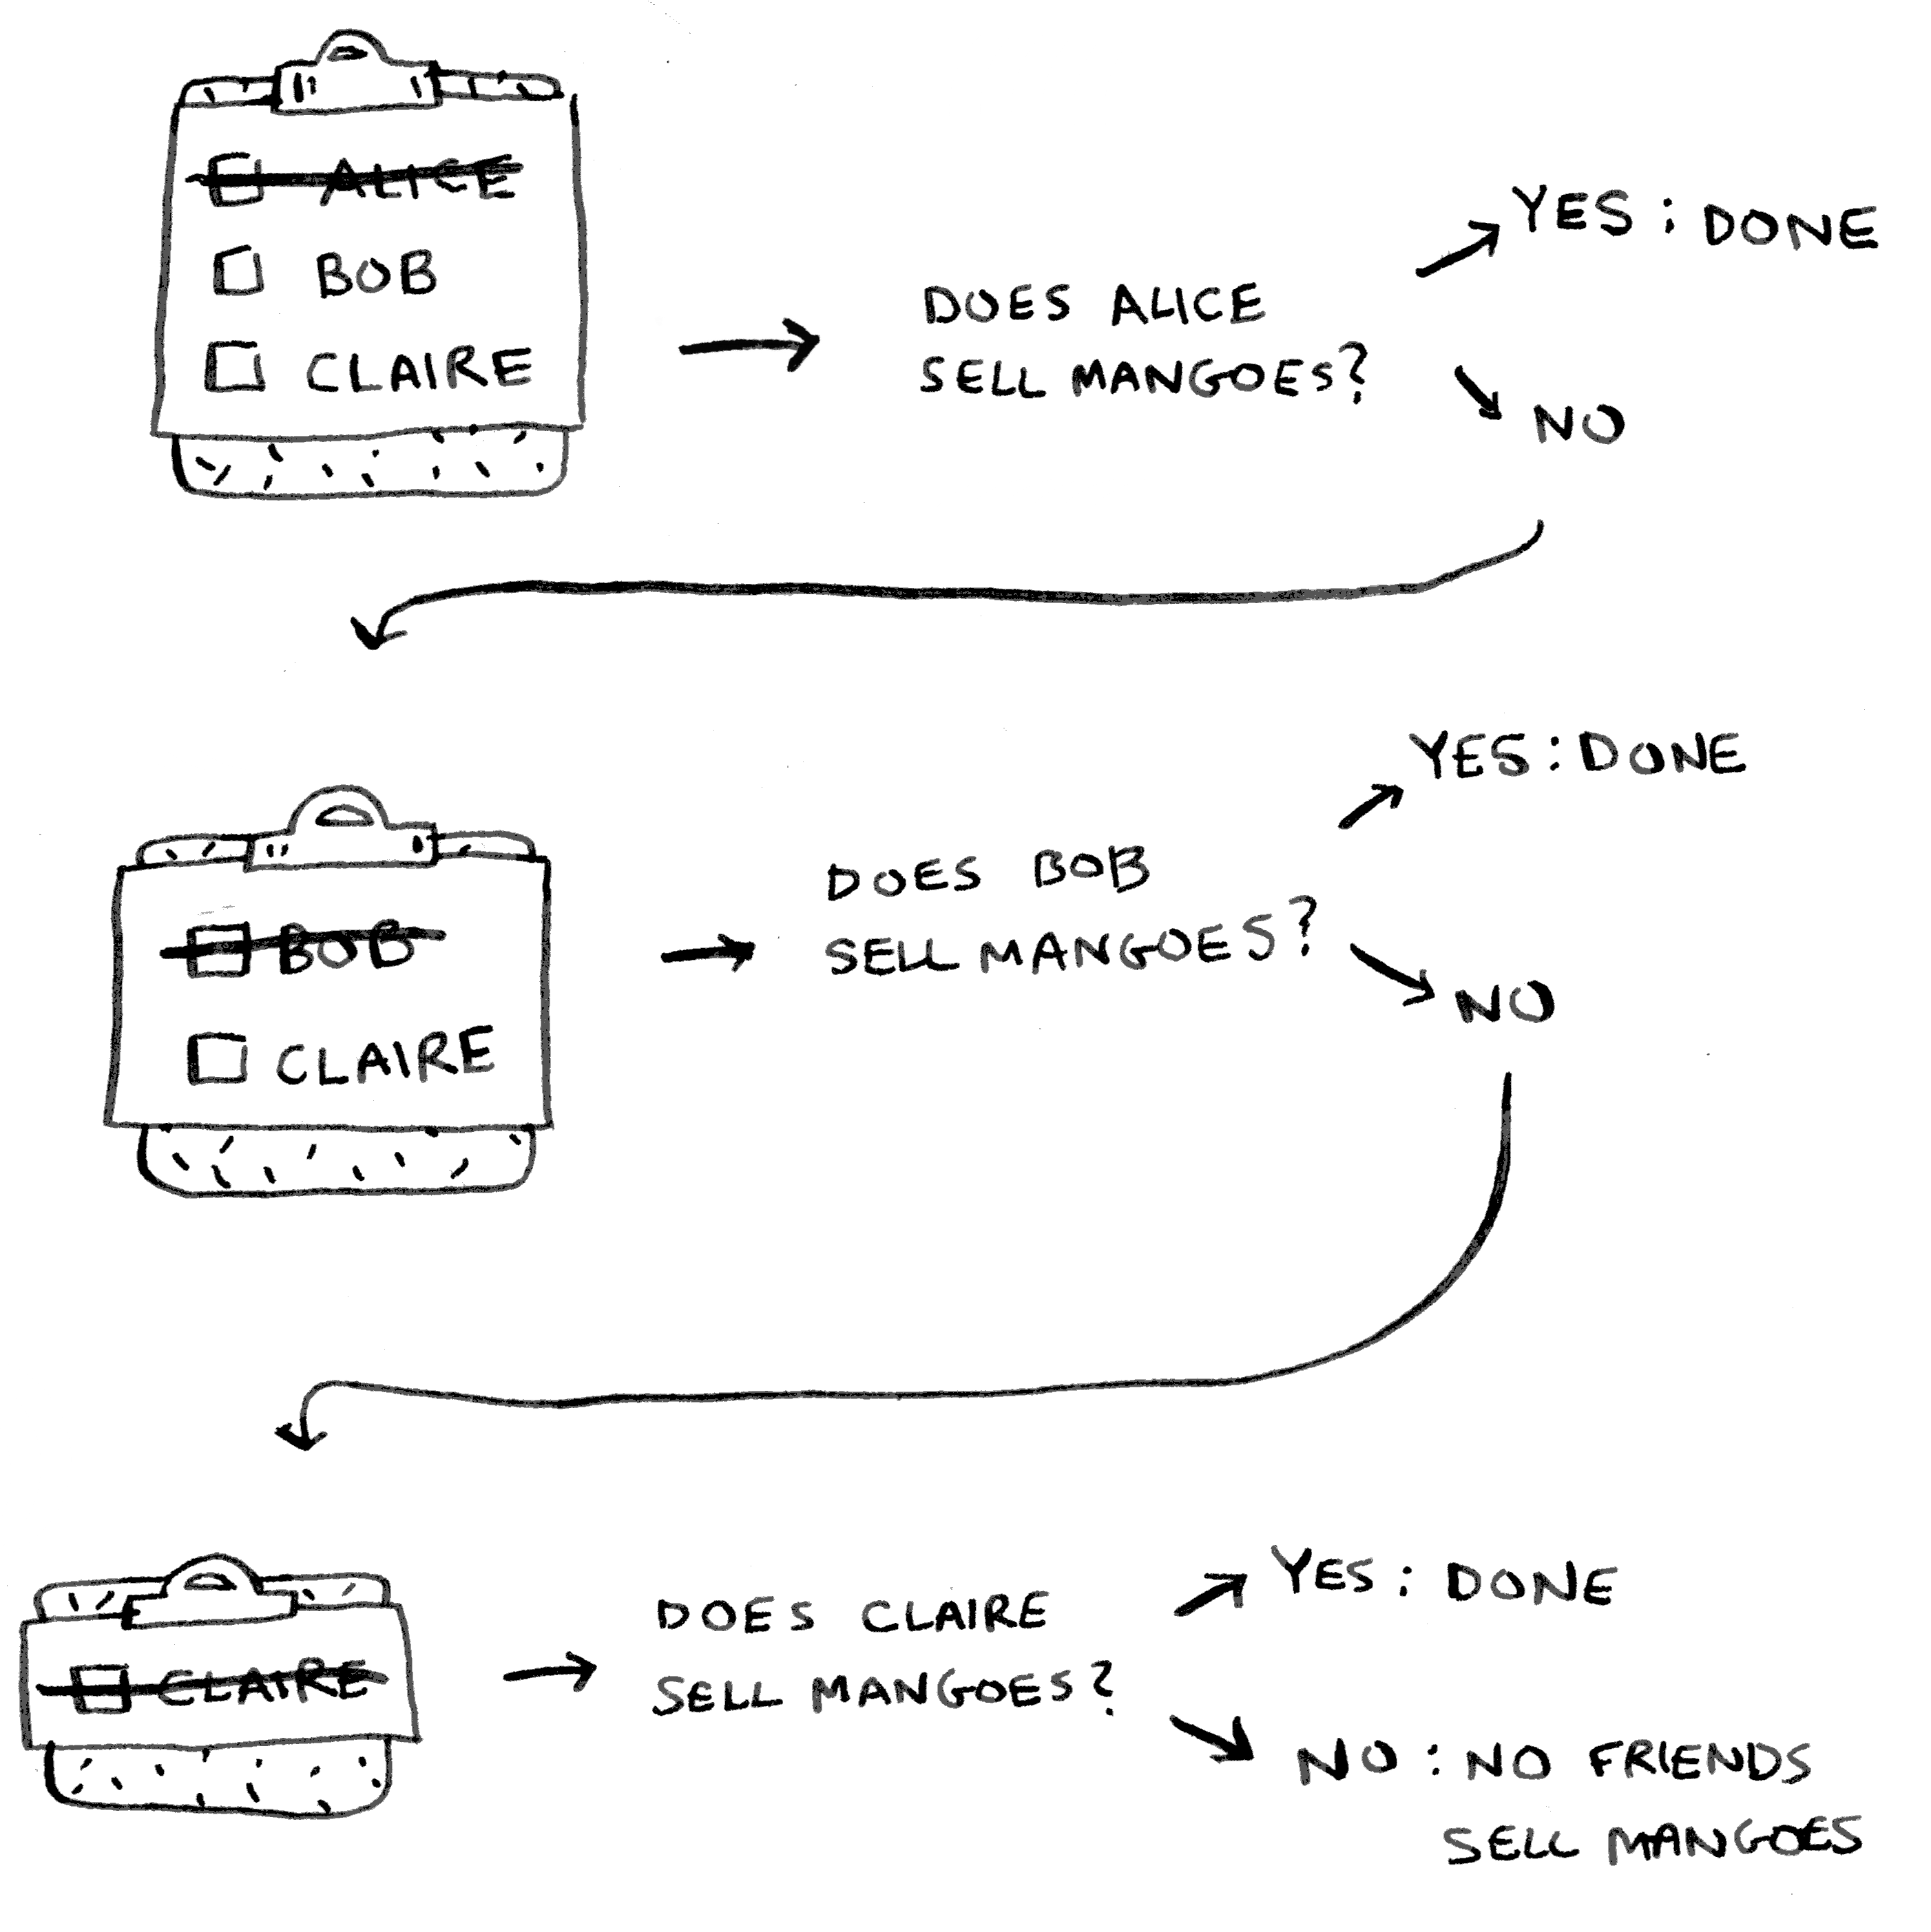 ALICE
BOB
CLAIRE
DOES ALICE
SELL MANGOES?
YES : DONE
NO
BOB
CLAIRE
DOES BOB
SELL MANGOES?
YES : DONE
NO
CLAIRE
DOES CLAIRE
SELL MANGOES?
YES : DONE
NO : NO FRIENDS
SELL MANGOES